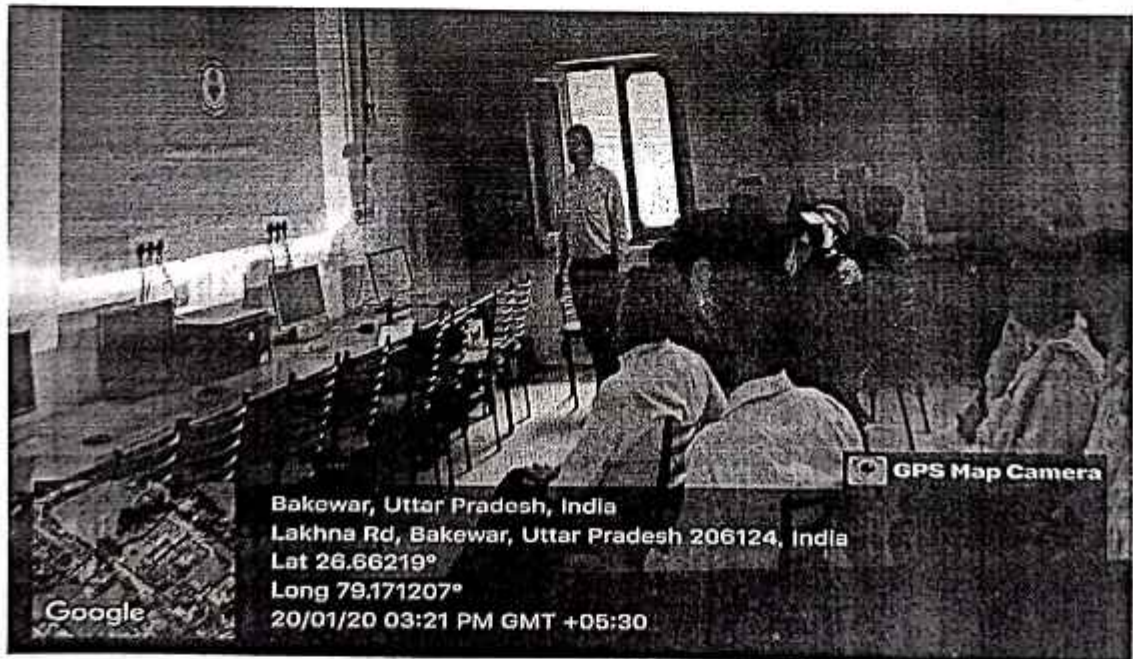 GPS Map Camera
Bakewar, Uttar Pradesh, India
Lakhna Rd, Bakewar, Uttar Pradesh 206124, India
Lat 26.66219°
Long 79.171207°
20/01/20 03:21 PM GMT +05:30
Google